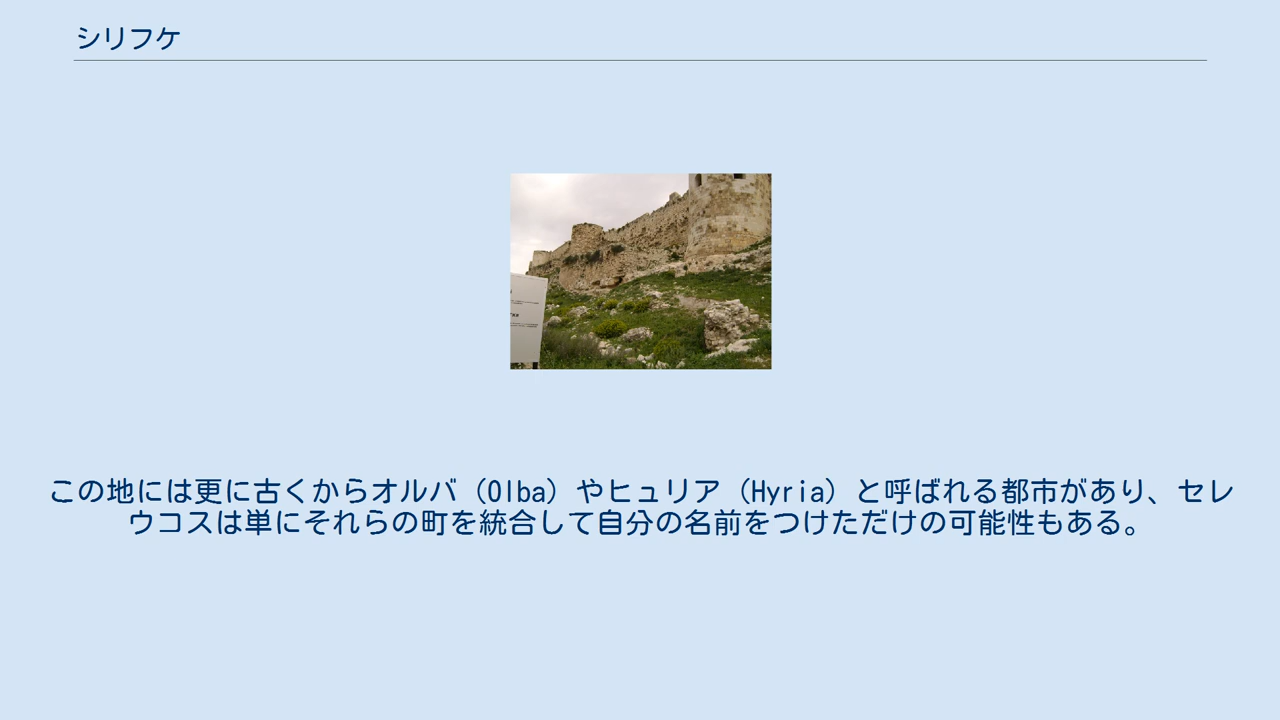 シリフケ
この地には更に古くからオルバ（Olba）やヒュリア（Hyria）と呼ばれる都市があり、セレ
ウコスは単にそれらの町を統合して自分の名前をつけただけの可能性もある。